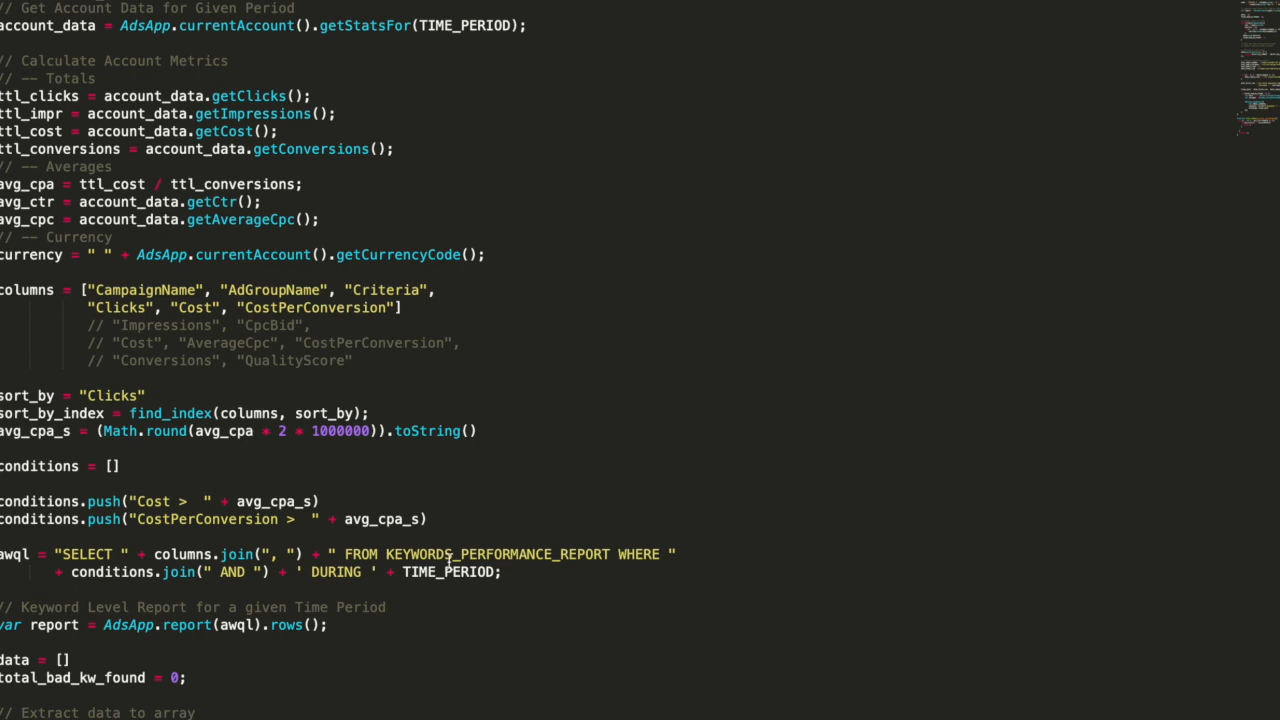 // Get Account Data for Given Period
account_data = AdsApp.currentAccount().getStatsFor(TIME_PERIOD);
// Calculate Account Metrics
// -- Totals
ttl_clicks = account_data.getClicks();
ttl_impr = account_data.getImpressions();
ttl_cost = account_data.getCost();
ttl_conversions = account_data.getConversions();
// -- Averages
avg_cpa = ttl_cost / ttl_conversions;
avg_ctr = account_data.getCtr();
avg_cpc = account_data.getAverageCpc();
// -- Currency
currency = " " + AdsApp.currentAccount().getCurrencyCode();
columns = ["CampaignName", "AdGroupName", "Criteria",
"Clicks", "Cost", "CostPerConversion"]
// "Impressions", "CpcBid",
// "Cost", "AverageCpc", "CostPerConversion",
// "Conversions", "QualityScore"
sort_by = "Clicks"
sort_by_index = find_index(columns, sort_by);
avg_cpa_s = (Math.round(avg_cpa * 2 * 1000000)).toString()
conditions = []
conditions.push("Cost >  " + avg_cpa_s)
conditions.push("CostPerConversion >  " + avg_cpa_s)
awql = "SELECT " + columns.join(", ") + " FROM KEYWORDS_PERFORMANCE_REPORT WHERE "
+ conditions.join(" AND ") + ' DURING ' + TIME_PERIOD;
// Keyword Level Report for a given Time Period
var report = AdsApp.report(awql).rows();
data = []
total_bad_kw_found = 0;
// Extract data to array